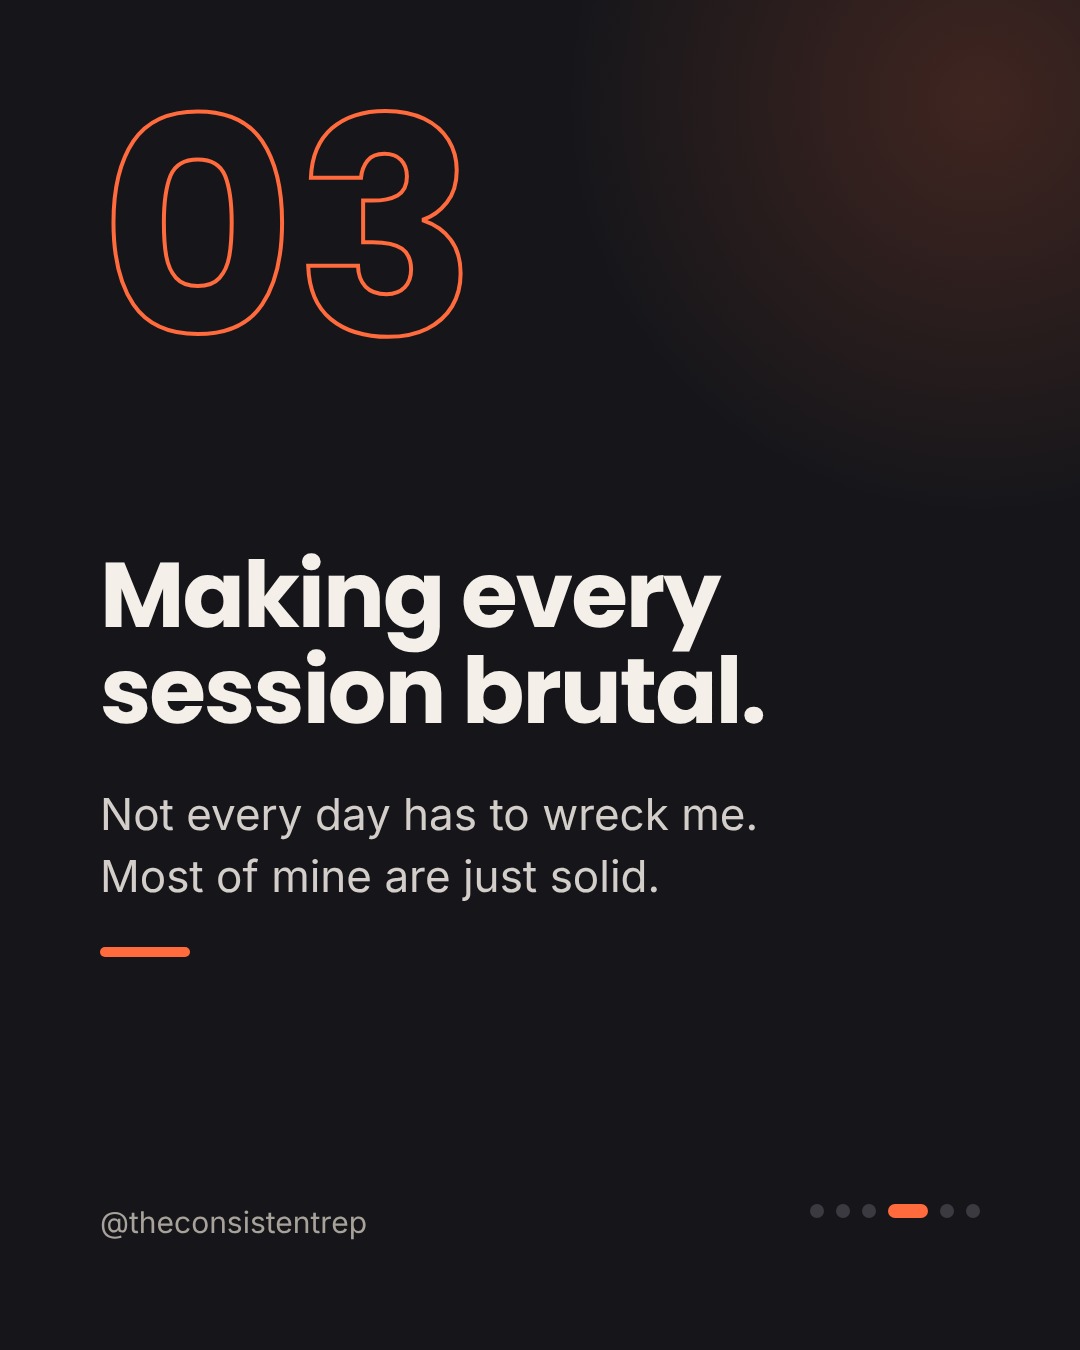 03
Making every
session brutal.
Not every day has to wreck me.
Most of mine are just solid.
@theconsistentrep